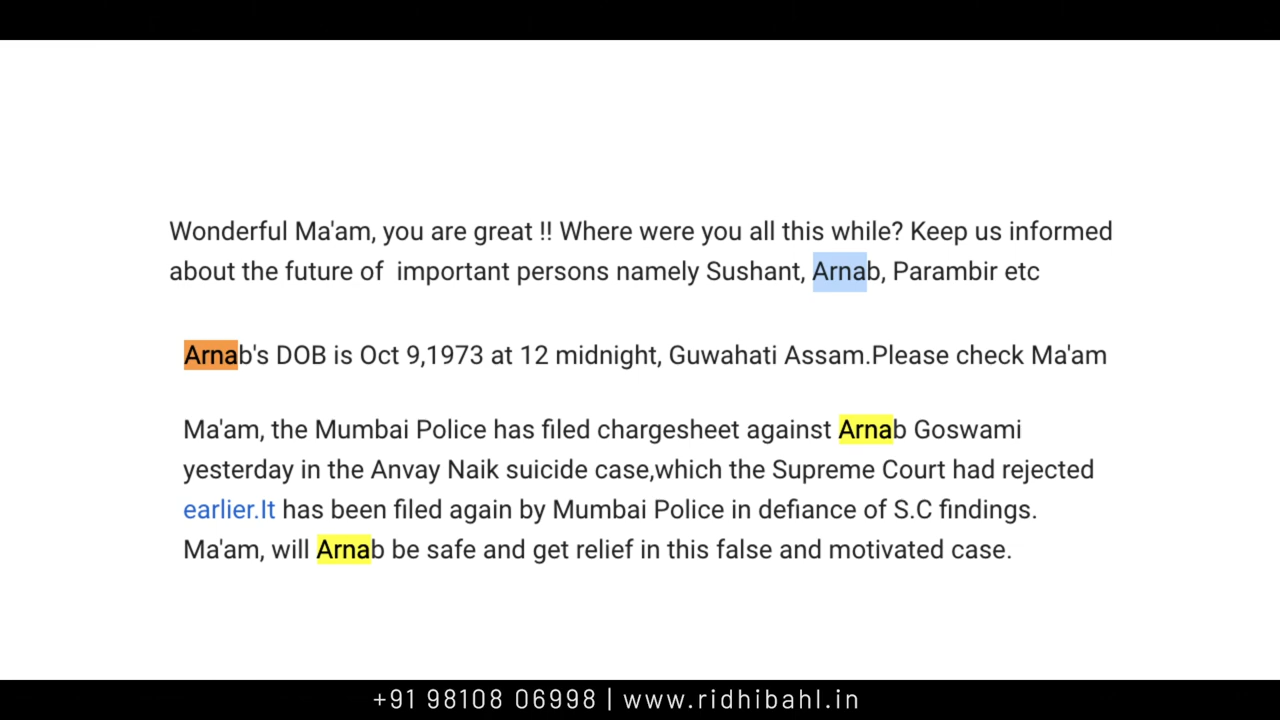 Wonderful Ma'am, you are great !! Where were you all this while? Keep us informed
about the future of  important persons namely Sushant, Arnab, Parambir etc
Arnab's DOB is Oct 9,1973 at 12 midnight, Guwahati Assam.Please check Ma'am
Ma'am, the Mumbai Police has filed chargesheet against Arnab Goswami
yesterday in the Anvay Naik suicide case,which the Supreme Court had rejected
earlier.It has been filed again by Mumbai Police in defiance of S.C findings.
Ma'am, will Arnab be safe and get relief in this false and motivated case.
+91 98108 06998 | www.ridhibahl.in